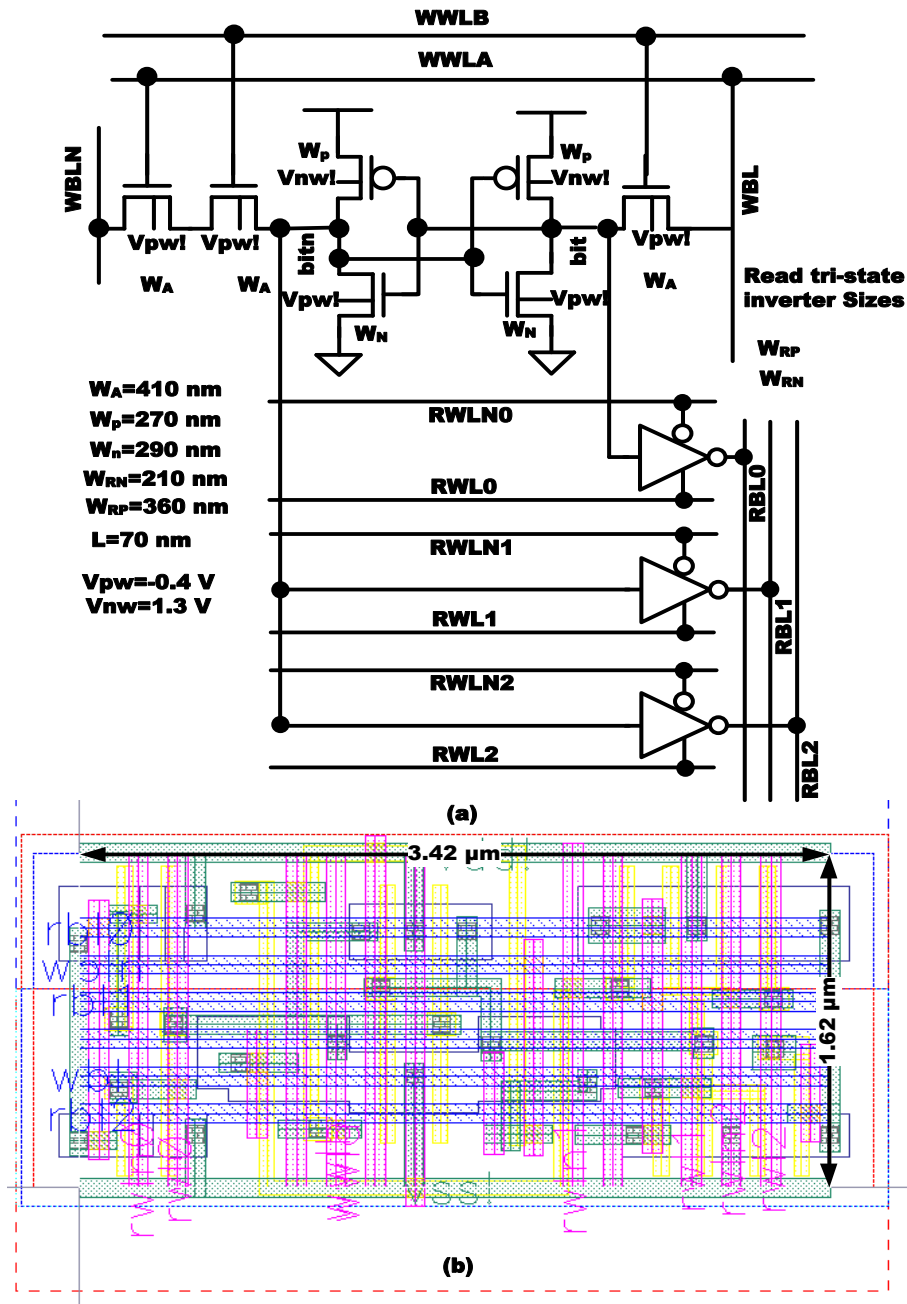 WWLB
WWLA
WBLN
Wp
Vnw!
Wp
Vnw!
WBL
Vpw!
Vpw!
bitn
bit
Vpw!
WA
WA
Vpw!
Vpw!
WA
WN
WN
Read tri-state
inverter Sizes
WRP
WRN
WA=410 nm
Wp=270 nm
Wn=290 nm
WRN=210 nm
WRP=360 nm
L=70 nm
Vpw=-0.4 V
Vnw=1.3 V
RWLN0
RWL0
RBL0
RWLN1
RWL1
RBL1
RWLN2
RWL2
RBL2
(a)
3.42 µm
rbl0
rbl1
1.62 µm
rbl2
vss!
(b)